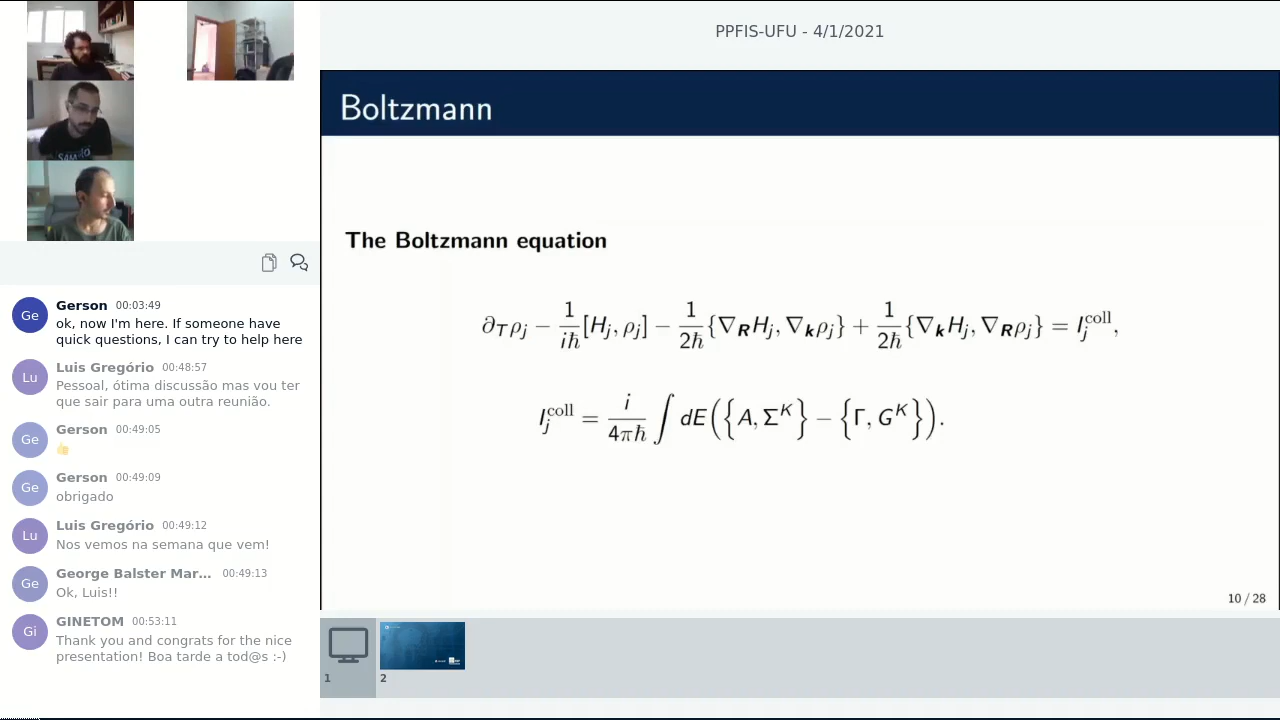 PPFIS-UFU - 4/1/2021
Boltzmann
The Boltzmann equation
∂_T ρ_j − \frac{1}{iħ}[H_j, ρ_j] − \frac{1}{2ħ}{∇_R H_j, ∇_k ρ_j} + \frac{1}{2ħ}{∇_k H_j, ∇_R ρ_j} = I_j^{coll},
I_j^{coll} = \frac{i}{4πħ} ∫ dE({A, Σ^K} − {Γ, G^K}).
10 / 28
Ge
Gerson 00:03:49
ok, now I'm here. If someone have
quick questions, I can try to help here
Lu
Luis Gregório 00:48:57
Pessoal, ótima discussão mas vou ter
que sair para uma outra reunião.
Ge
Gerson 00:49:05
👍
Ge
Gerson 00:49:09
obrigado
Lu
Luis Gregório 00:49:12
Nos vemos na semana que vem!
Ge
George Balster Mar... 00:49:13
Ok, Luis!!
Gi
GINETOM 00:53:11
Thank you and congrats for the nice
presentation! Boa tarde a tod@s :-)
1
2